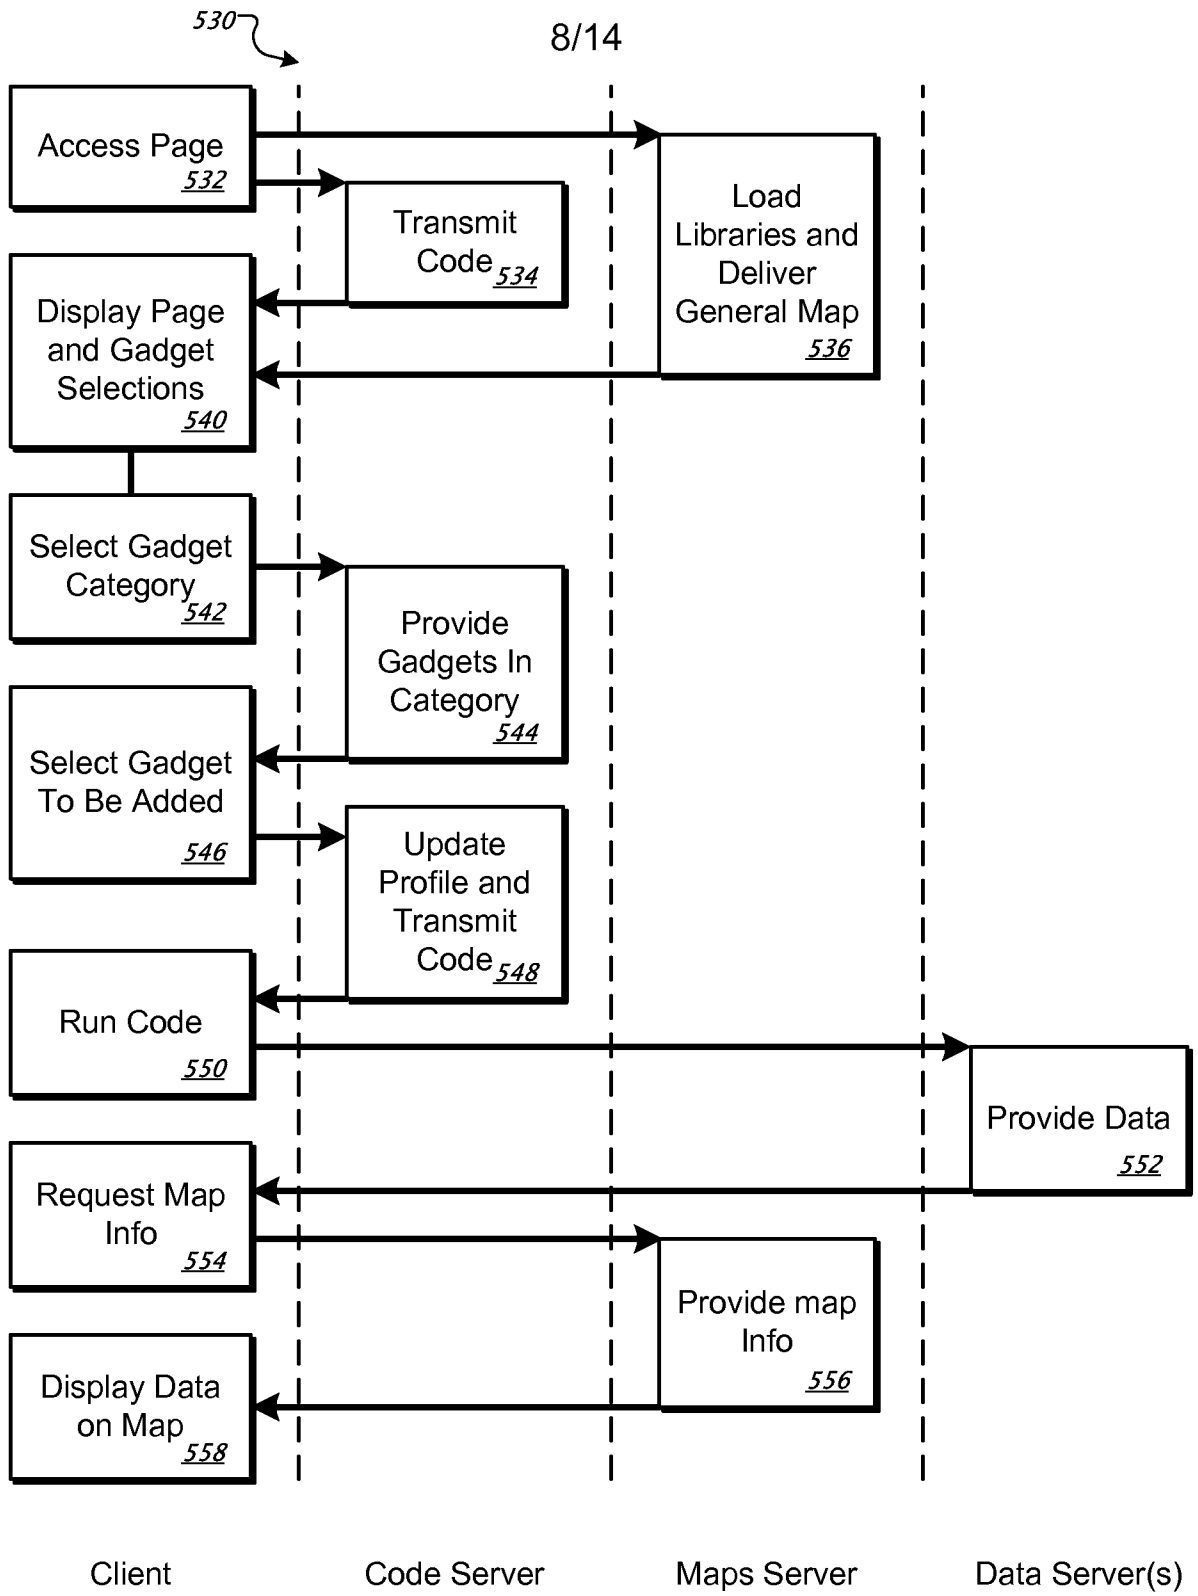 530
8/14
Access Page
532
Transmit
Code
534
Load
Libraries and
Deliver
General Map
536
Display Page
and Gadget
Selections
540
Select Gadget
Category
542
Provide
Gadgets In
Category
544
Select Gadget
To Be Added
546
Update
Profile and
Transmit
Code
548
Run Code
550
Provide Data
552
Request Map
Info
554
Provide map
Info
556
Display Data
on Map
558
Client
Code Server
Maps Server
Data Server(s)